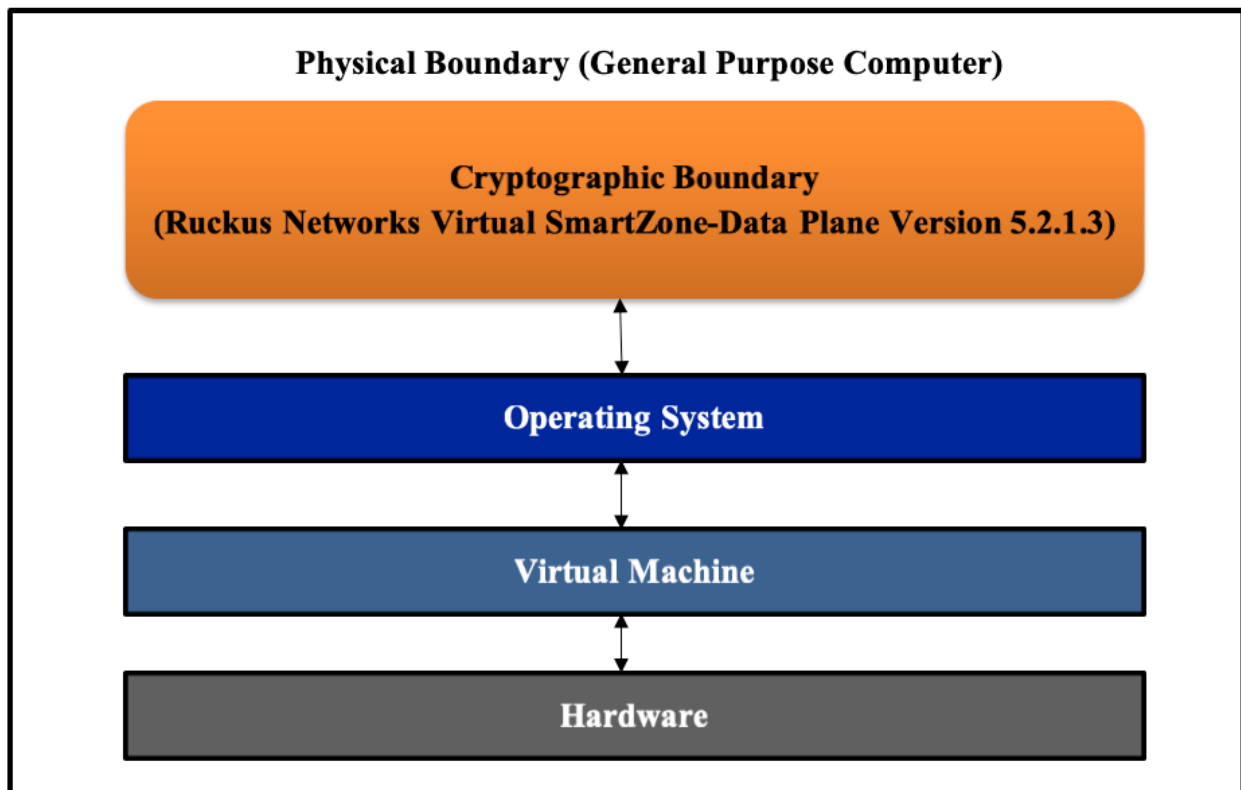 Physical Boundary (General Purpose Computer)
Cryptographic Boundary
(Ruckus Networks Virtual SmartZone-Data Plane Version 5.2.1.3)
Operating System
Virtual Machine
Hardware